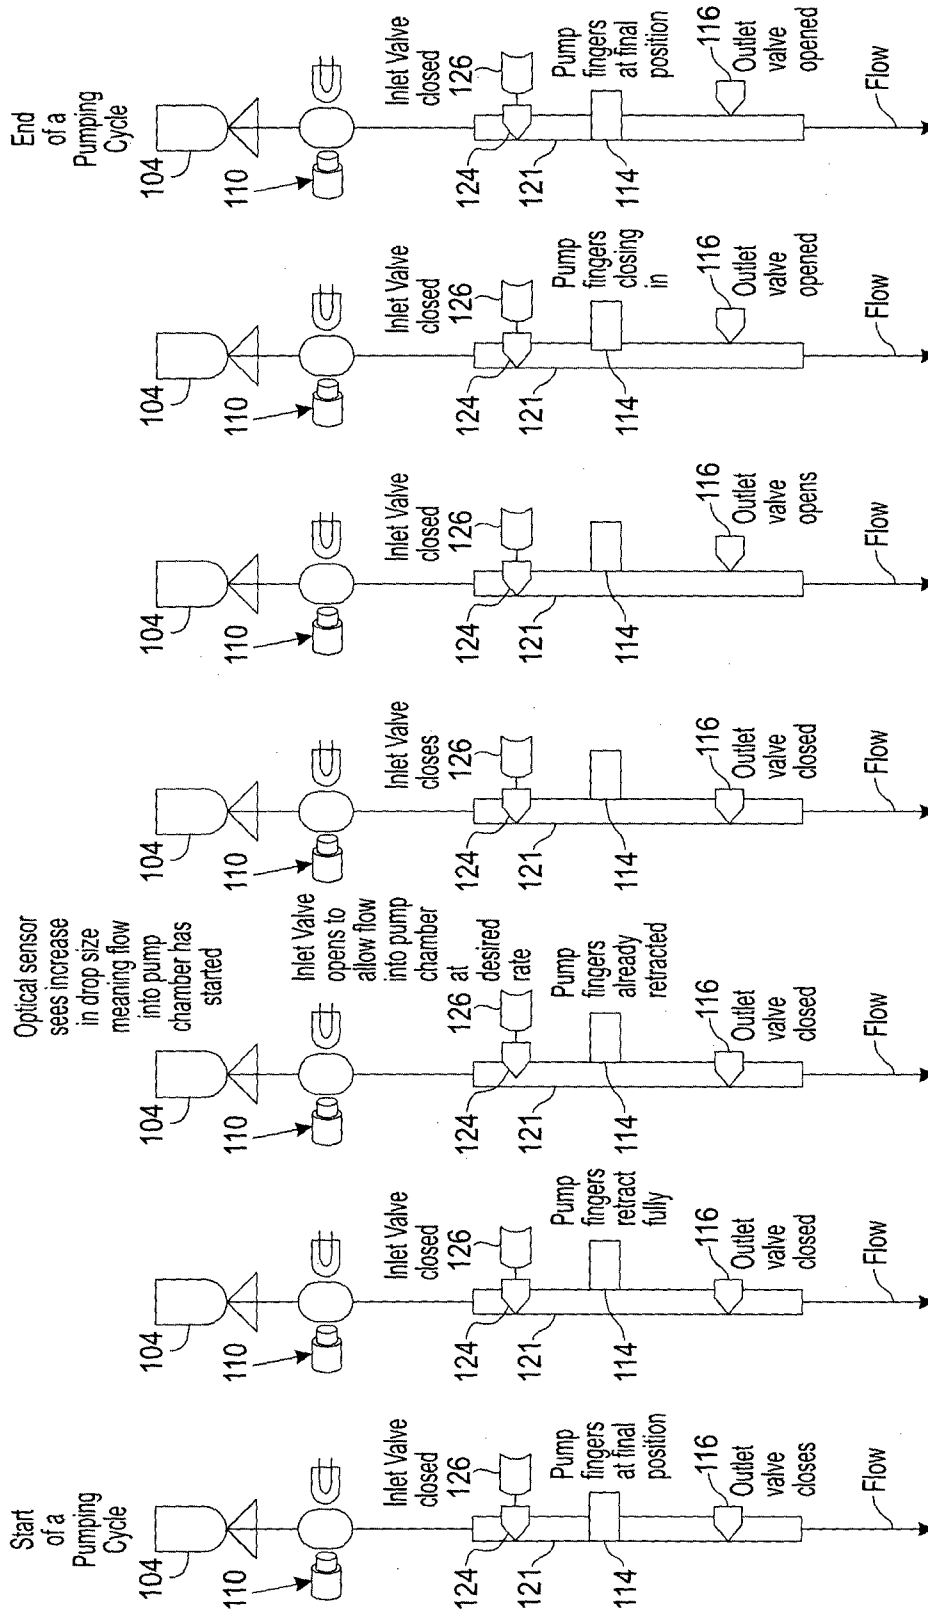 Start
of a
Pumping
Cycle
104
110
Inlet Valve
closed
126
124
121
Pump
fingers
at final
position
114
116
Outlet
valve
closes
Flow
104
110
Inlet Valve
closed
126
124
121
Pump
fingers
retract
fully
114
116
Outlet
valve
closed
Flow
Optical sensor
sees increase
in drop size
meaning flow
into pump
chamber has
started
104
110
Inlet Valve
opens to
allow flow
into pump
chamber
at desired
rate
126
124
121
Pump
fingers
already
retracted
114
116
Outlet
valve
closed
Flow
104
110
Inlet Valve
closes
126
124
121
114
116
Outlet
valve
closed
Flow
104
110
Inlet Valve
closed
126
124
121
114
116
Outlet
valve
opens
Flow
104
110
Inlet Valve
closed
126
124
121
Pump
fingers
closing
in
114
116
Outlet
valve
opened
Flow
End
of a
Pumping
Cycle
104
110
Inlet Valve
closed
126
124
121
Pump
fingers
at final
position
114
116
Outlet
valve
opened
Flow